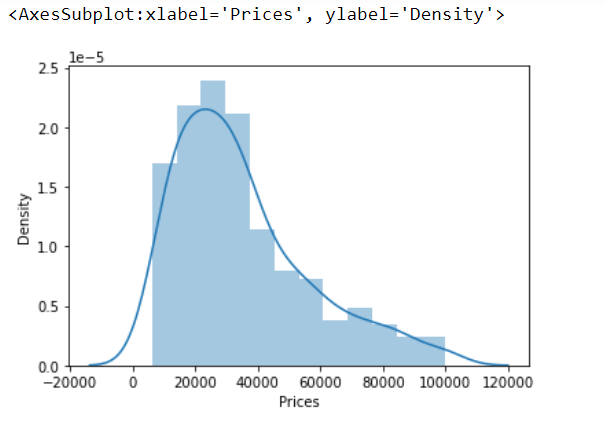 <AxesSubplot:xlabel='Prices', ylabel='Density'>
1e−5
2.5
2.0
1.5
1.0
0.5
0.0
Density
−20000 0 20000 40000 60000 80000 100000 120000
Prices